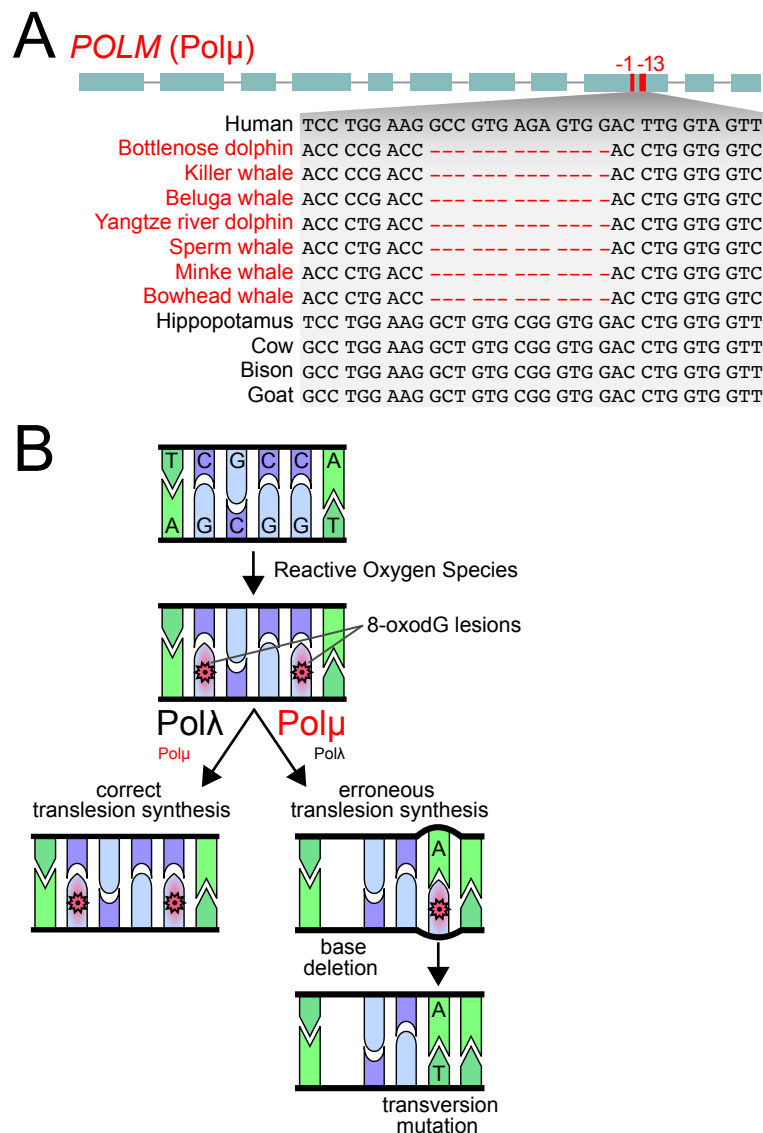 A
POLM (Polμ)
-1 -13
Human TCC TGG AAG GCC GTG AGA GTG GAC TTG GTA GTT
Bottlenose dolphin ACC CCG ACC --- --- --- --- -AC CTG GTG GTC
Killer whale ACC CCG ACC --- --- --- --- -AC CTG GTG GTC
Beluga whale ACC CCG ACC --- --- --- --- -AC CTG GTG GTC
Yangtze river dolphin ACC CTG ACC --- --- --- --- -AC CTG GTG GTC
Sperm whale ACC CTG ACC --- --- --- --- -AC CTG GTG GTC
Minke whale ACC CTG ACC --- --- --- --- -AC CTG GTG GTC
Bowhead whale ACC CTG ACC --- --- --- --- -AC CTG GTG GTC
Hippopotamus TCC TGG AAG GCT GTG CGG GTG GAC CTG GTG GTT
Cow GCC TGG AAG GCT GTG CGG GTG GAC CTG GTG GTT
Bison GCC TGG AAG GCT GTG CGG GTG GAC CTG GTG GTT
Goat GCC TGG AAG GCT GTG CGG GTG GAC CTG GTG GTT
B
T C G C C A
A G C G G T
Reactive Oxygen Species
8-oxodG lesions
Polλ Polμ
Polμ Polλ
correct translesion synthesis
erroneous translesion synthesis
A
base deletion
A
T
transversion mutation